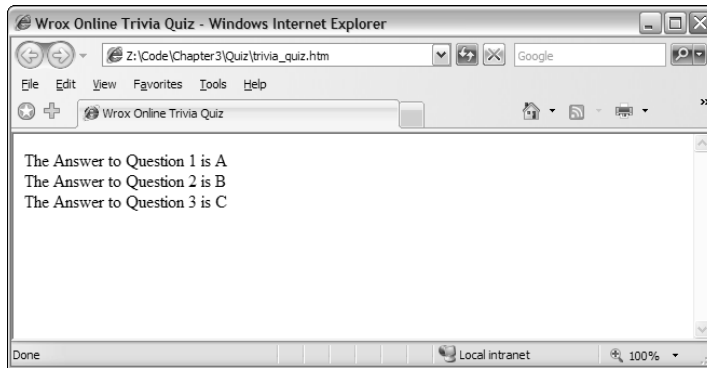 Wrox Online Trivia Quiz - Windows Internet Explorer
Z:\Code\Chapter3\Quiz\trivia_quiz.htm
Google
File Edit View Favorites Tools Help
Wrox Online Trivia Quiz
»
The Answer to Question 1 is A
The Answer to Question 2 is B
The Answer to Question 3 is C
Done
Local intranet
100%